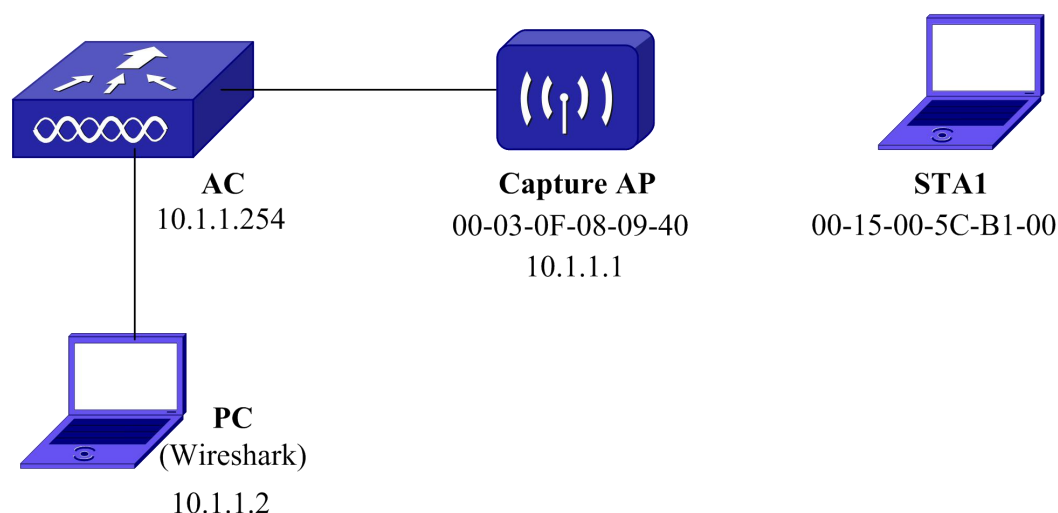 AC
10.1.1.254
Capture AP
00-03-0F-08-09-40
10.1.1.1
STA1
00-15-00-5C-B1-00
PC
(Wireshark)
10.1.1.2